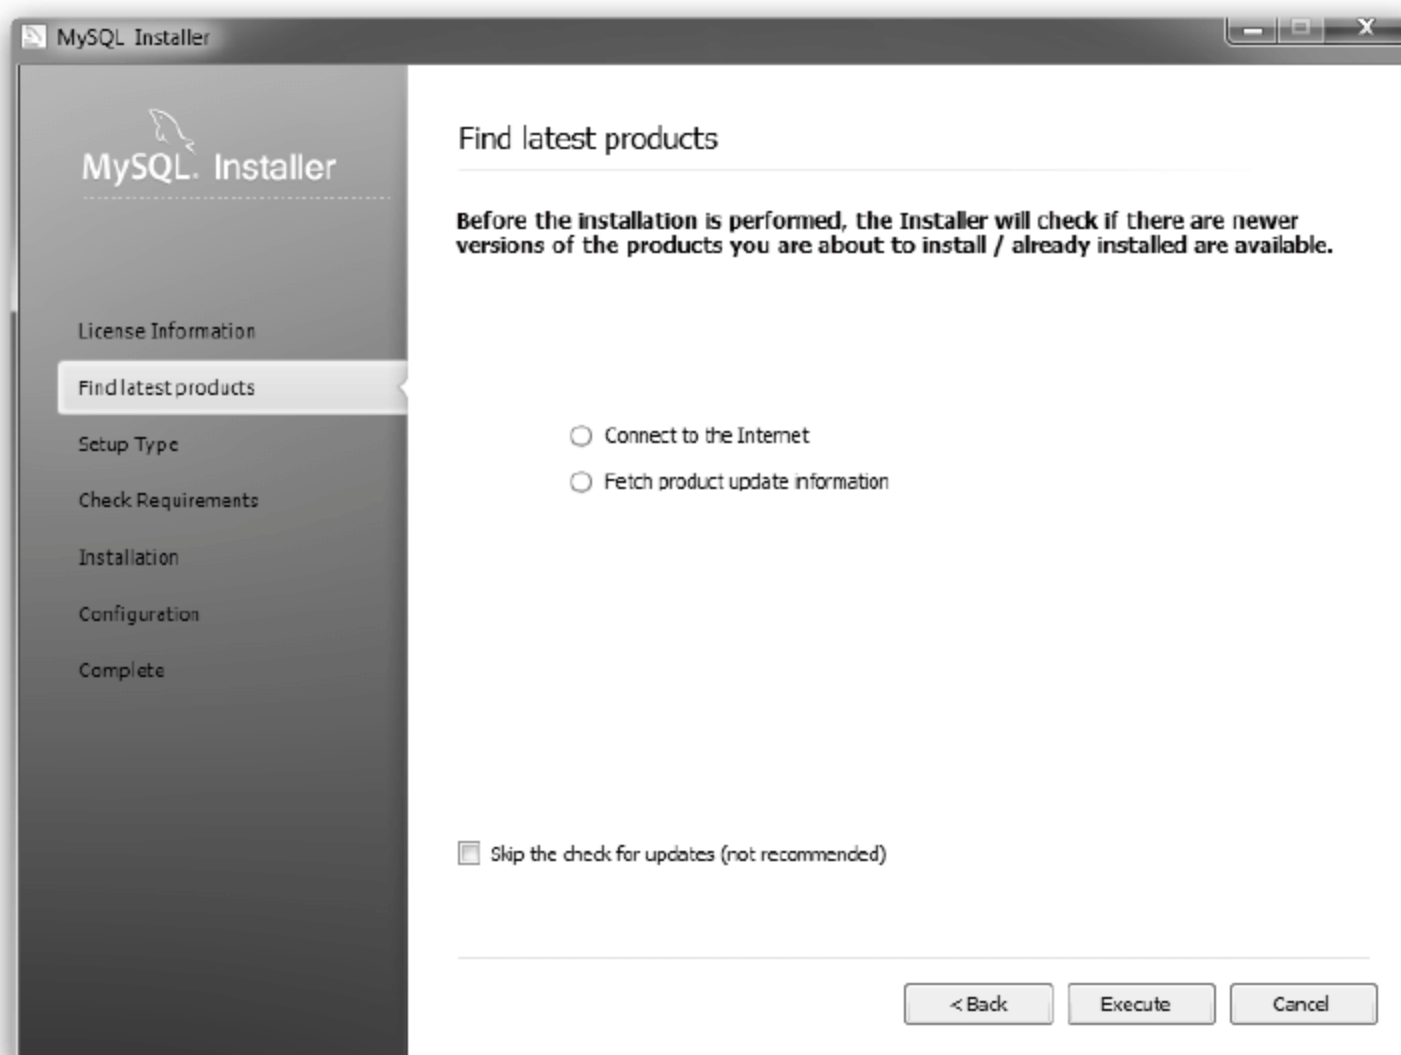 MySQL Installer
MySQL. Installer
License Information
Find latest products
Setup Type
Check Requirements
Installation
Configuration
Complete
Find latest products
Before the installation is performed, the Installer will check if there are newer
versions of the products you are about to install / already installed are available.
Connect to the Internet
Fetch product update information
Skip the check for updates (not recommended)
< Back
Execute
Cancel